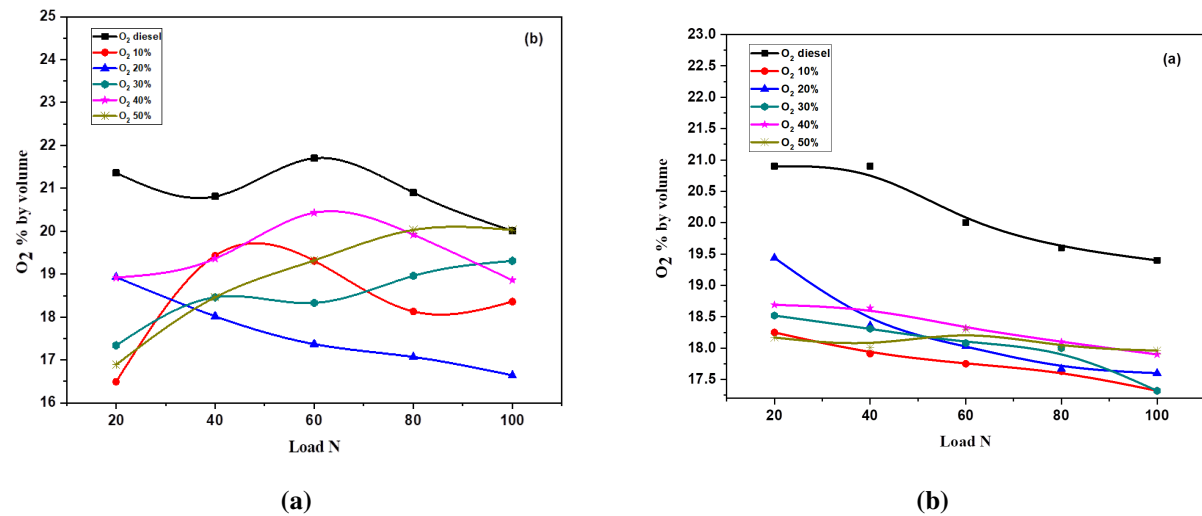 25
24
23
22
21
20
19
18
17
16
O₂ % by volume
(b)
O₂ diesel
O₂ 10%
O₂ 20%
O₂ 30%
O₂ 40%
O₂ 50%
20 40 60 80 100
Load N
(a)
23.0
22.5
22.0
21.5
21.0
20.5
20.0
19.5
19.0
18.5
18.0
17.5
O₂ % by volume
(a)
O₂ diesel
O₂ 10%
O₂ 20%
O₂ 30%
O₂ 40%
O₂ 50%
20 40 60 80 100
Load N
(b)